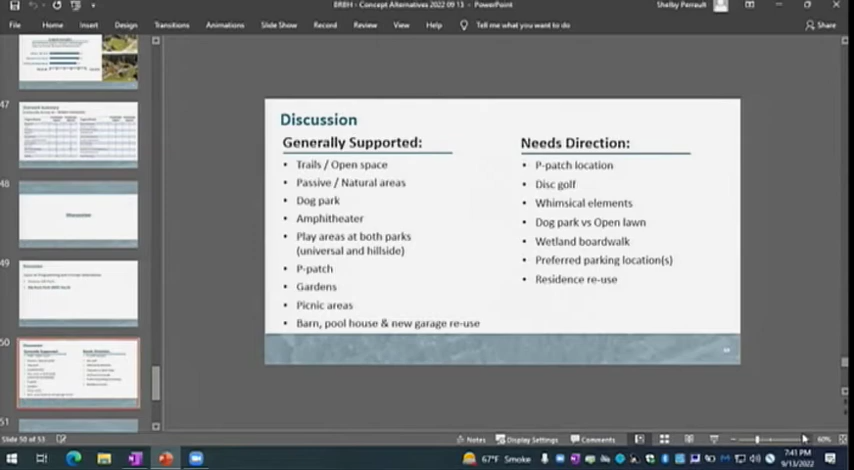 BRBH - Concept Alternatives 2022 09 13 - PowerPoint
Shelby Perrault
File Home Insert Design Transitions Animations Slide Show Record Review View Help Tell me what you want to do Share
47
48
Discussion
49
50
51
Discussion
Generally Supported:
• Trails / Open space
• Passive / Natural areas
• Dog park
• Amphitheater
• Play areas at both parks
(universal and hillside)
• P-patch
• Gardens
• Picnic areas
• Barn, pool house & new garage re-use
Needs Direction:
• P-patch location
• Disc golf
• Whimsical elements
• Dog park vs Open lawn
• Wetland boardwalk
• Preferred parking location(s)
• Residence re-use
Slide 50 of 53
Notes Display Settings Comments
60%
67°F Smoke
7:41 PM
9/13/2022